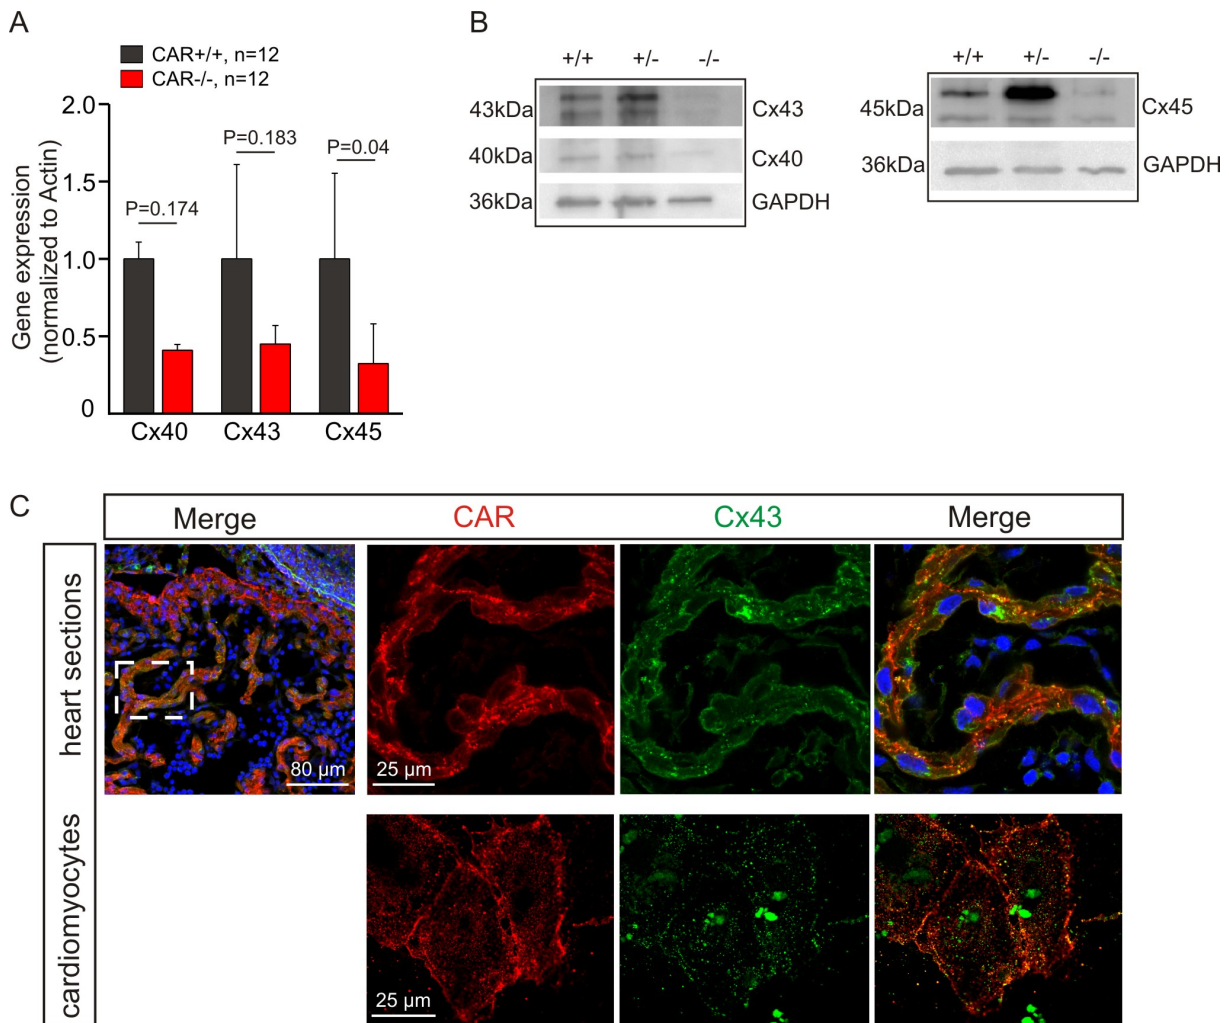 A
CAR+/+, n=12
CAR-/-, n=12
Gene expression
(normalized to Actin)
2.0
1.5
1.0
0.5
0
P=0.174
P=0.183
P=0.04
Cx40
Cx43
Cx45
B
+/+ +/- -/-
43kDa Cx43
40kDa Cx40
36kDa GAPDH
+/+ +/- -/-
45kDa Cx45
36kDa GAPDH
C
Merge CAR Cx43 Merge
heart sections
80 µm
25 µm
cardiomyocytes
25 µm